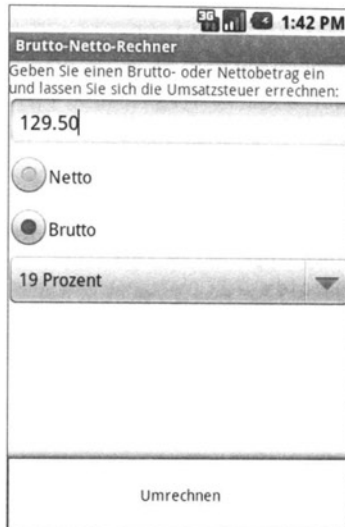 3G 1:42 PM
Brutto-Netto-Rechner
Geben Sie einen Brutto- oder Nettobetrag ein
und lassen Sie sich die Umsatzsteuer errechnen:
129.50
Netto
Brutto
19 Prozent
Umrechnen